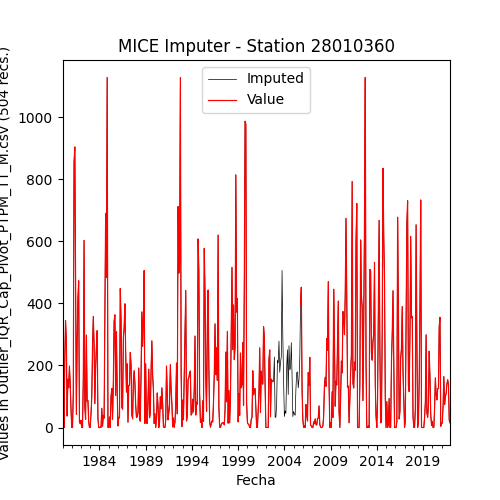 MICE Imputer - Station 28010360
Values in Outlier_IQR_Cap_Pivot_PTPM_TT_M.csv (504 recs.)
Imputed
Value
1000
800
600
400
200
0
1984 1989 1994 1999 2004 2009 2014 2019
Fecha